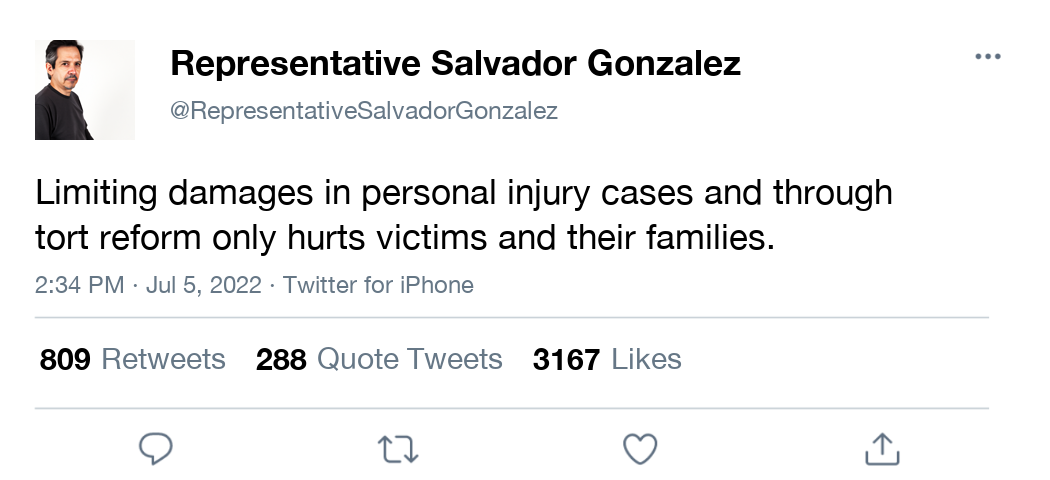 Representative Salvador Gonzalez
@RepresentativeSalvadorGonzalez
Limiting damages in personal injury cases and through
tort reform only hurts victims and their families.
2:34 PM · Jul 5, 2022 · Twitter for iPhone
809 Retweets 288 Quote Tweets 3167 Likes